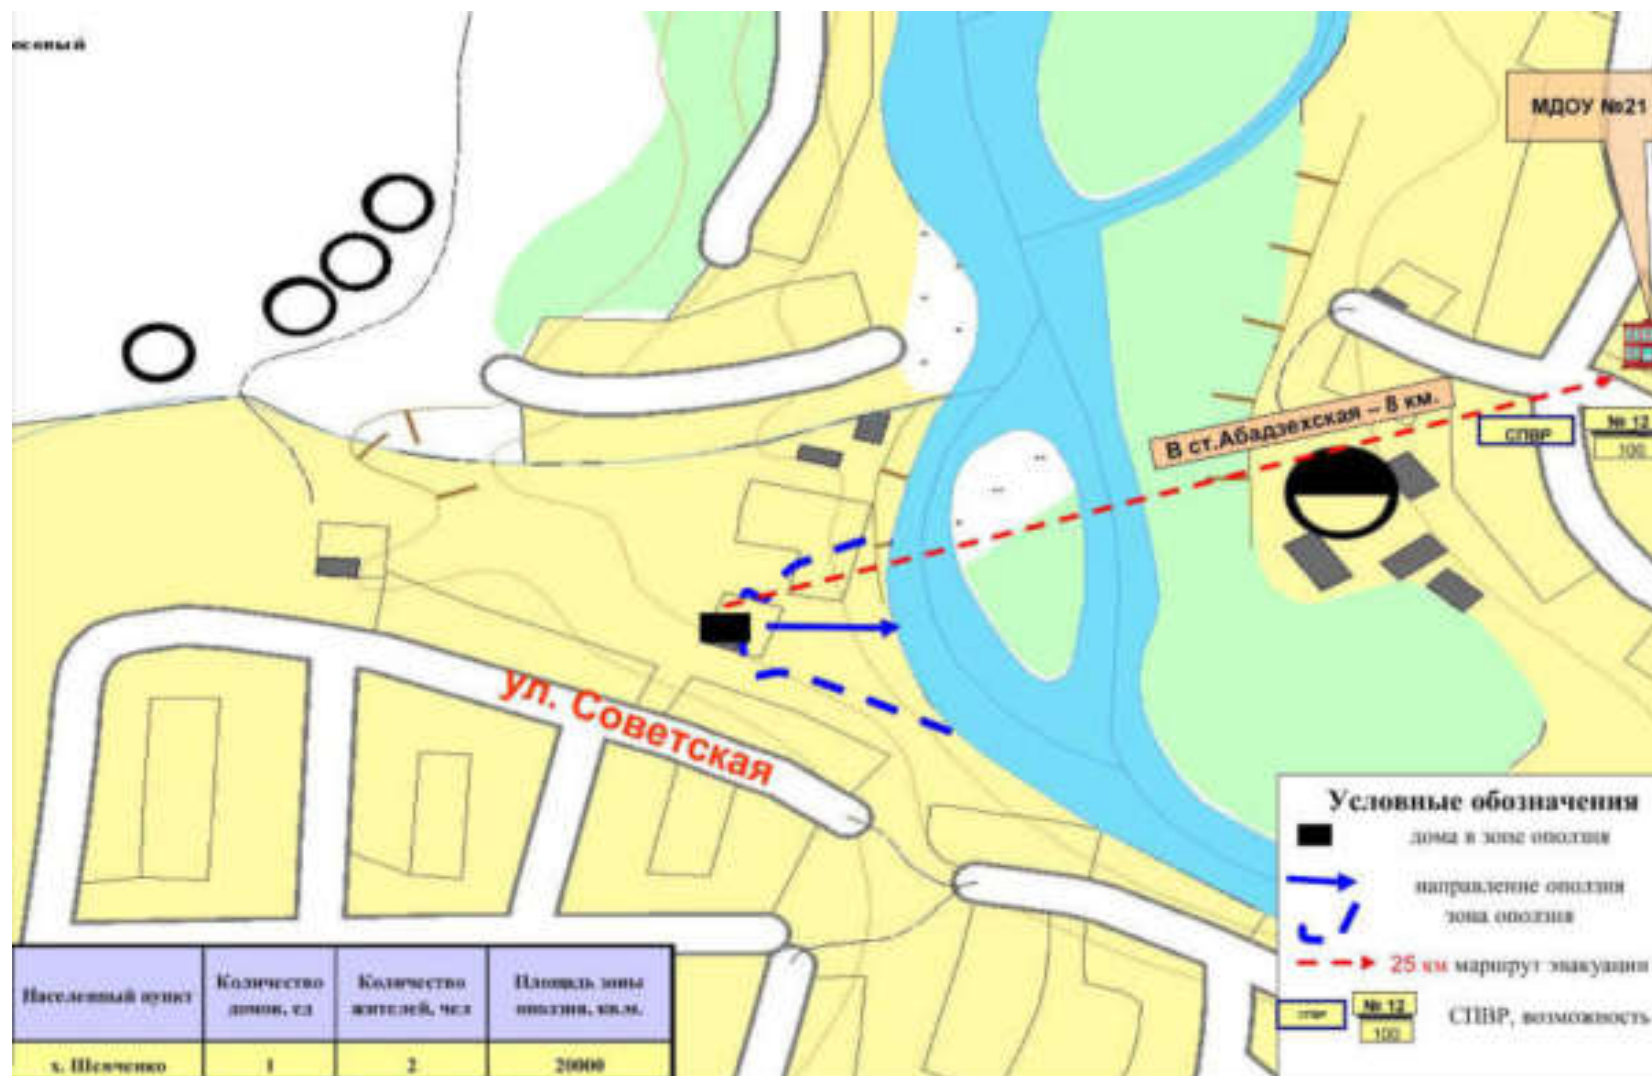 МДОУ №21
В ст.Абадзехская – 8 км.
СПВР
№ 12
100
ул. Советская
Условные обозначения
дома в зоне оползня
направление оползня
зона оползня
25 км маршрут эвакуации
СПВР
№ 12
100
СПВР, возможность
Населенный пункт
Количество домов, ед
Количество жителей, чел
Площадь зоны оползня, кв.м.
х. Шевченко
1
2
20000